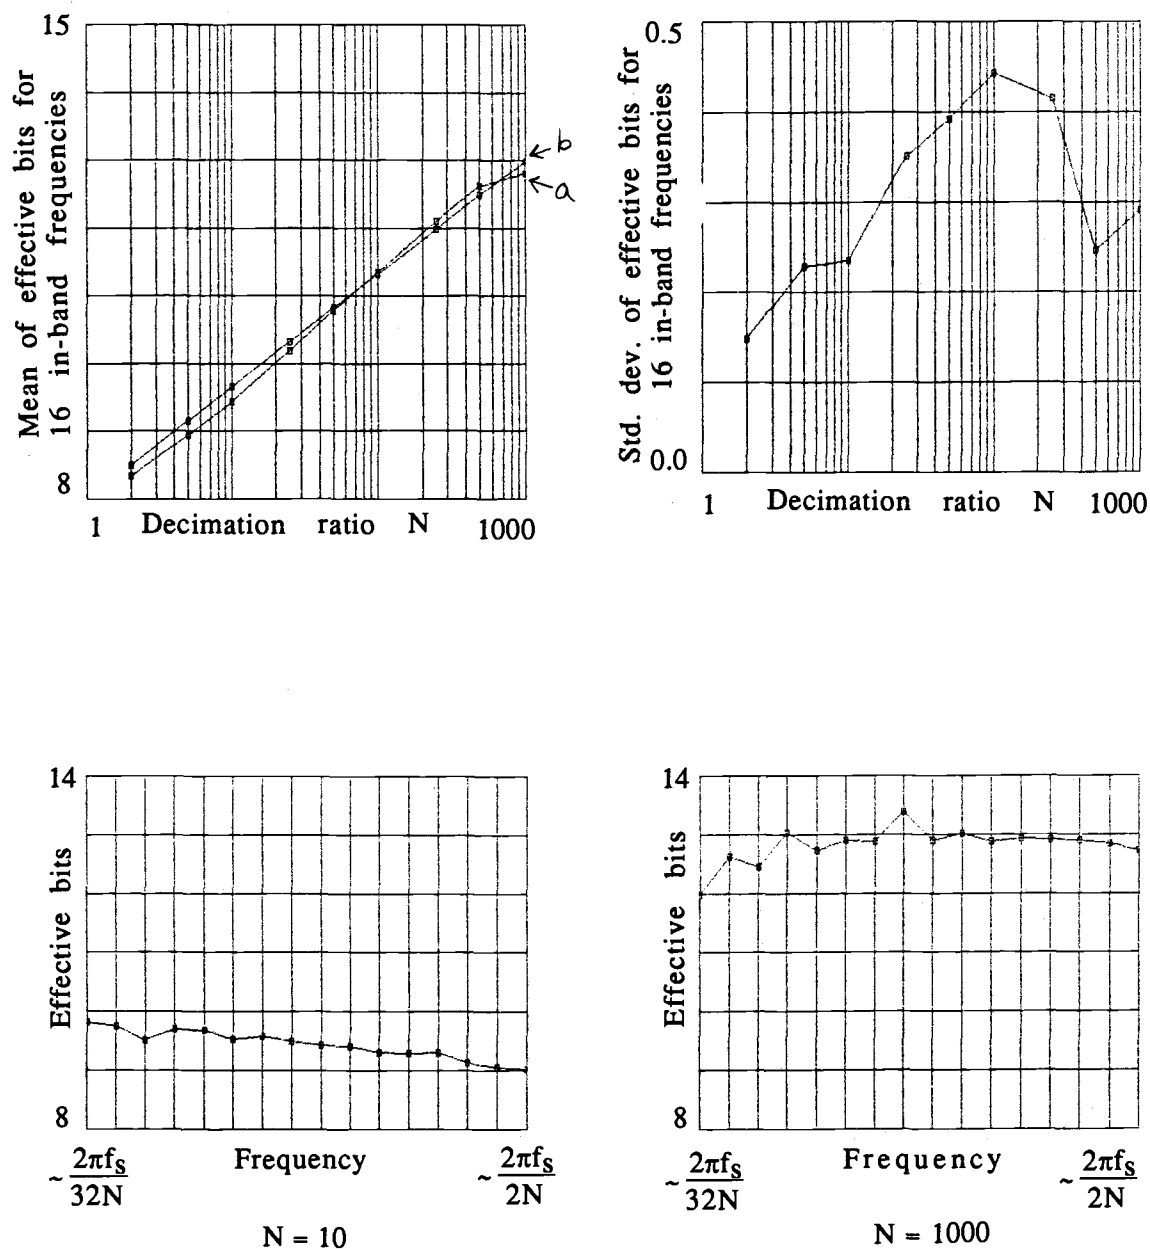 15
Mean of effective bits for
16 in-band frequencies
8
1 Decimation ratio N 1000
b
a
0.5
Std. dev. of effective bits for
16 in-band frequencies
0.0
1 Decimation ratio N 1000
14
Effective bits
8
~ 2πfs
32N
Frequency
~ 2πfs
2N
N = 10
14
Effective bits
8
~ 2πfs
32N
Frequency
~ 2πfs
2N
N = 1000